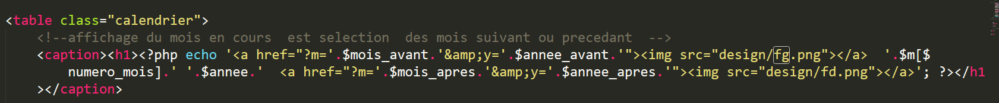 <table class="calendrier">
<!--affichage du mois en cours  est selection  des mois suivant ou precedant  -->
<caption><h1><?php echo '<a href="?m='.$mois_avant.'&amp;y='.$annee_avant.'"><img src="design/fg.png"></a>  '.$m[$
numero_mois].' '.$annee.'  <a href="?m='.$mois_apres.'&amp;y='.$annee_apres.'"><img src="design/fd.png"></a>'; ?></h1
></caption>